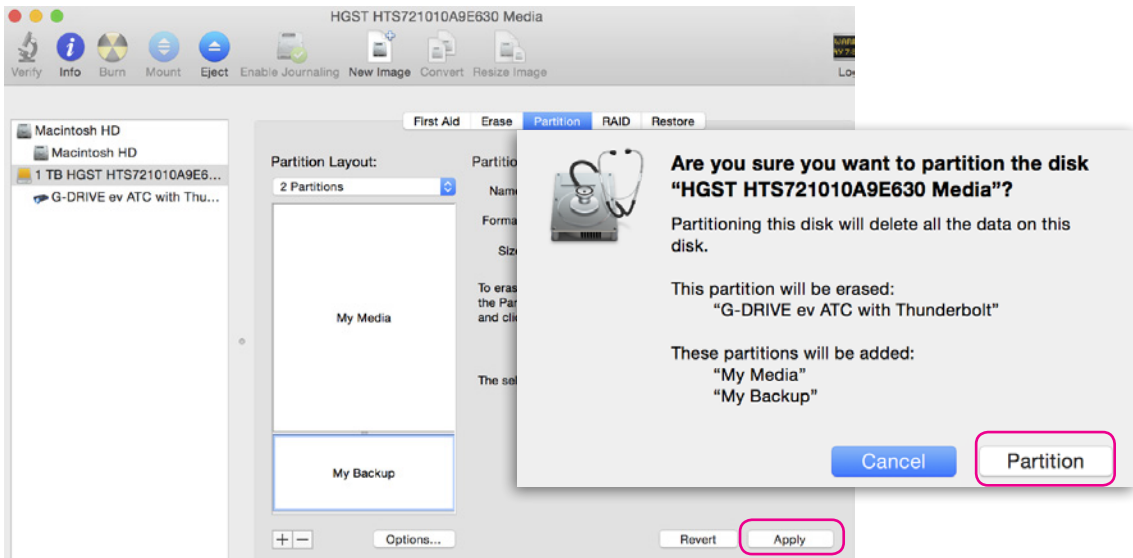 HGST HTS721010A9E630 Media
Verify Info Burn Mount Eject Enable Journaling New Image Convert Resize Image
Macintosh HD
Macintosh HD
1 TB HGST HTS721010A9E6...
G-DRIVE ev ATC with Thu...
First Aid Erase Partition RAID Restore
Partition Layout:
2 Partitions
My Media
My Backup
Options...
To
the
and
The
Revert Apply
Are you sure you want to partition the disk
“HGST HTS721010A9E630 Media”?
Partitioning this disk will delete all the data on this
disk.
This partition will be erased:
“G-DRIVE ev ATC with Thunderbolt”
These partitions will be added:
“My Media”
“My Backup”
Cancel Partition